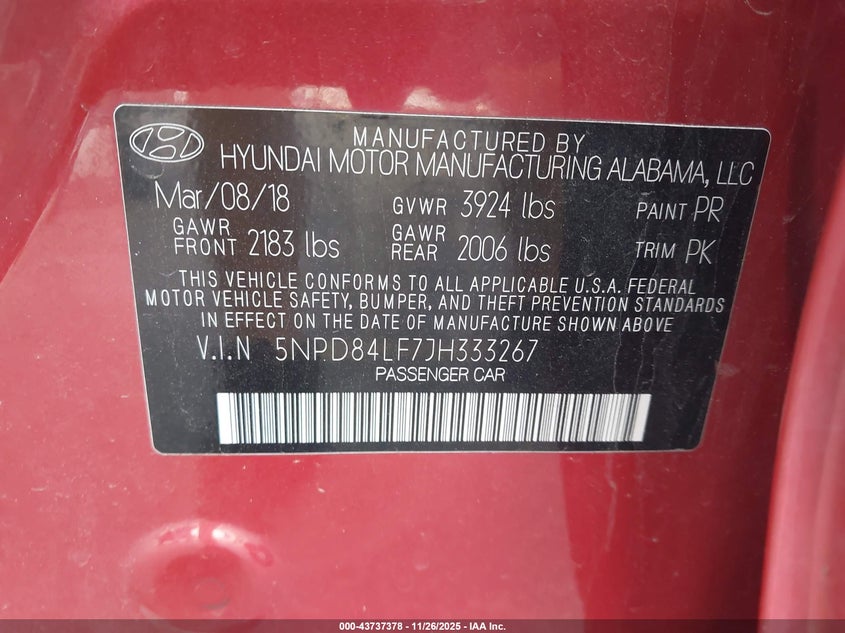 MANUFACTURED BY
HYUNDAI MOTOR MANUFACTURING ALABAMA, LLC
Mar/08/18 GVWR 3924 lbs PAINT PR
GAWR FRONT 2183 lbs GAWR REAR 2006 lbs TRIM PK
THIS VEHICLE CONFORMS TO ALL APPLICABLE U.S.A. FEDERAL
MOTOR VEHICLE SAFETY, BUMPER, AND THEFT PREVENTION STANDARDS
IN EFFECT ON THE DATE OF MANUFACTURE SHOWN ABOVE
V.I.N 5NPD84LF7JH333267
PASSENGER CAR
000-43737378 | 11/26/2025 - IAA Inc.